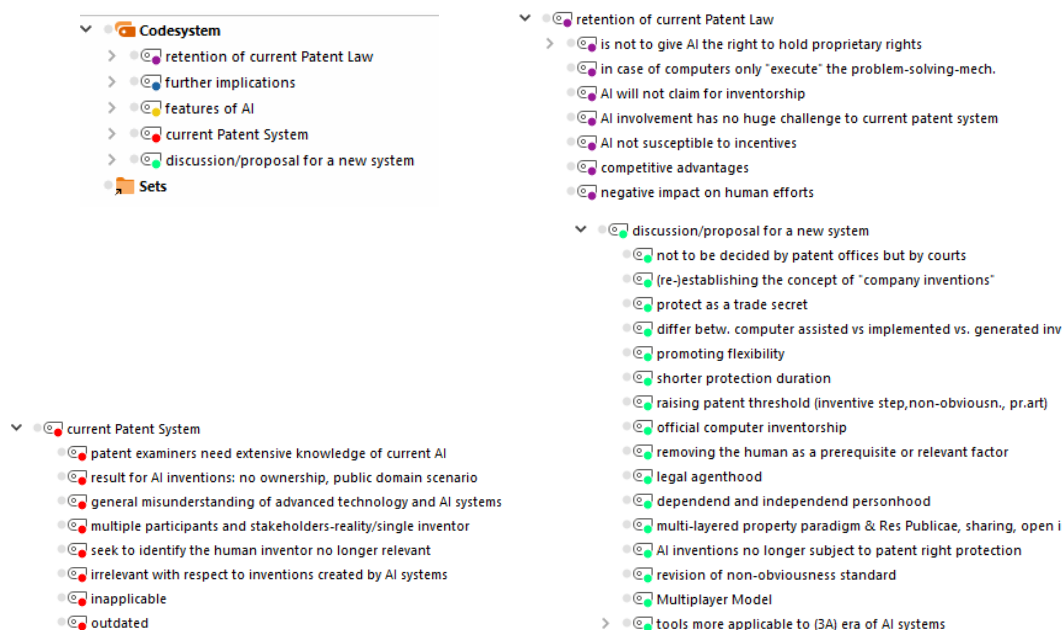 Codesystem
retention of current Patent Law
further implications
features of AI
current Patent System
discussion/proposal for a new system
Sets
retention of current Patent Law
is not to give AI the right to hold proprietary rights
in case of computers only "execute" the problem-solving-mech.
AI will not claim for inventorship
AI involvement has no huge challenge to current patent system
AI not susceptible to incentives
competitive advantages
negative impact on human efforts
discussion/proposal for a new system
not to be decided by patent offices but by courts
(re-)establishing the concept of "company inventions"
protect as a trade secret
differ betw. computer assisted vs implemented vs. generated inv
promoting flexibility
shorter protection duration
raising patent threshold (inventive step,non-obviousn., pr.art)
official computer inventorship
removing the human as a prerequisite or relevant factor
legal agenthood
dependend and independend personhood
multi-layered property paradigm & Res Publicae, sharing, open i
AI inventions no longer subject to patent right protection
revision of non-obviousness standard
Multiplayer Model
tools more applicable to (3A) era of AI systems
current Patent System
patent examiners need extensive knowledge of current AI
result for AI inventions: no ownership, public domain scenario
general misunderstanding of advanced technology and AI systems
multiple participants and stakeholders-reality/single inventor
seek to identify the human inventor no longer relevant
irrelevant with respect to inventions created by AI systems
inapplicable
outdated